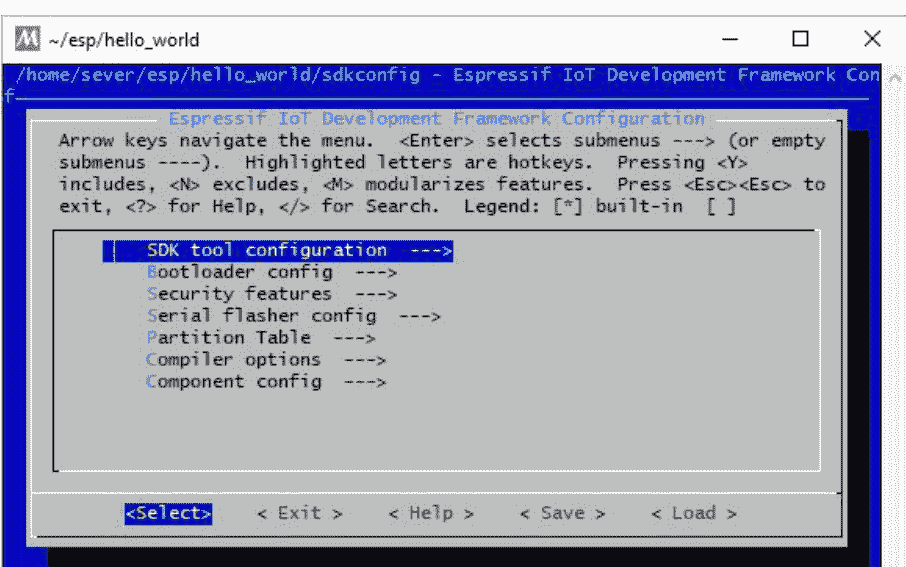 ~/esp/hello_world
/home/sever/esp/hello_world/sdkconfig - Espressif IoT Development Framework Con
f
Espressif IoT Development Framework Configuration
Arrow keys navigate the menu.  <Enter> selects submenus ---> (or empty
submenus ----).  Highlighted letters are hotkeys.  Pressing <Y>
includes, <N> excludes, <M> modularizes features.  Press <Esc><Esc> to
exit, <?> for Help, </> for Search.  Legend: [*] built-in  [ ]
SDK tool configuration  --->
Bootloader config  --->
Security features  --->
Serial flasher config  --->
Partition Table  --->
Compiler options  --->
Component config  --->
<Select>    < Exit >    < Help >    < Save >    < Load >